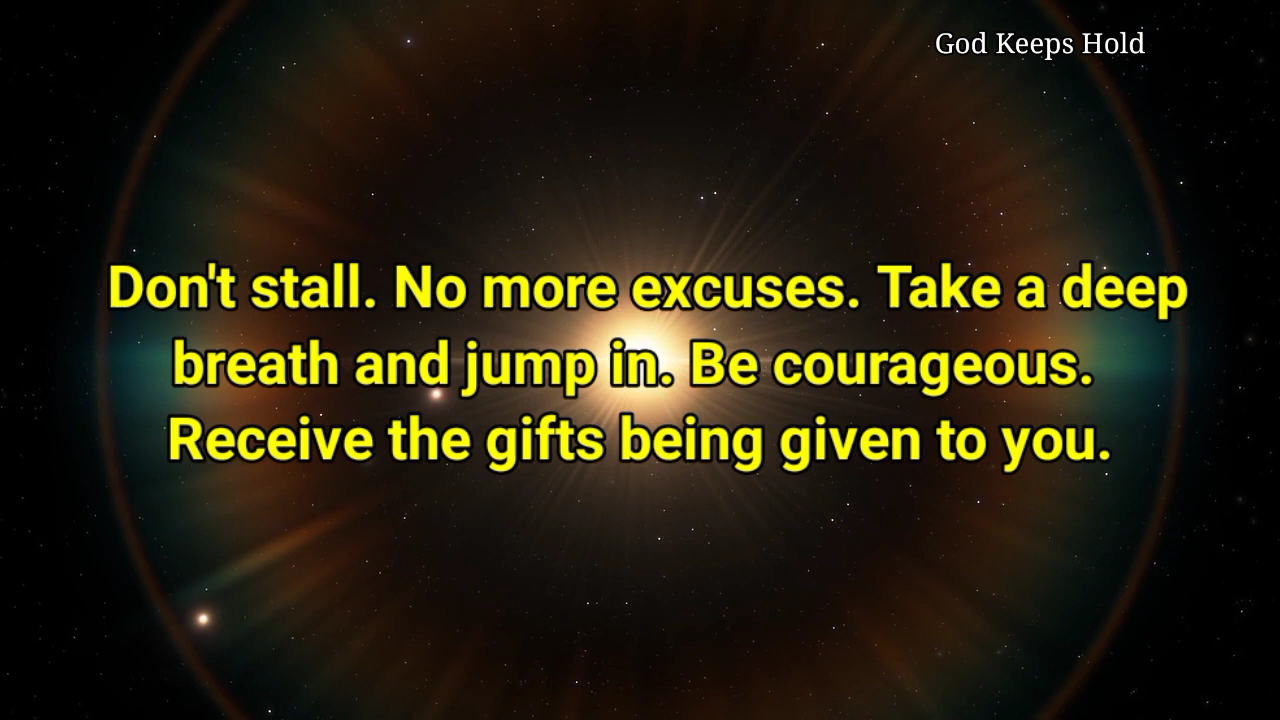 God Keeps Hold
Don't stall. No more excuses. Take a deep
breath and jump in. Be courageous.
Receive the gifts being given to you.